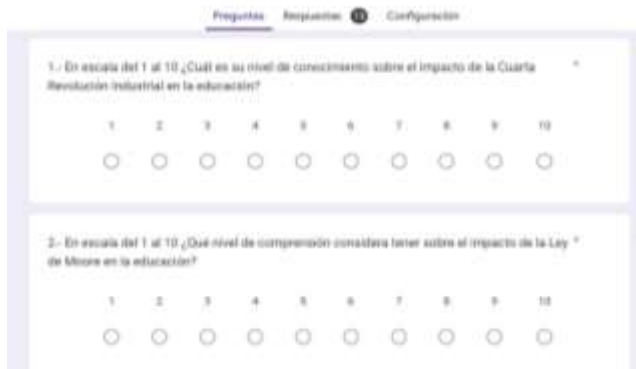 Preguntas Respuestas Configuración
1.- En escala del 1 al 10 ¿Cuál es su nivel de conocimiento sobre el impacto de la Cuarta *
Revolución Industrial en la educación?
1 2 3 4 5 6 7 8 9 10
2.- En escala del 1 al 10 ¿Qué nivel de comprensión considera tener sobre el impacto de la Ley *
de Moore en la educación?
1 2 3 4 5 6 7 8 9 10